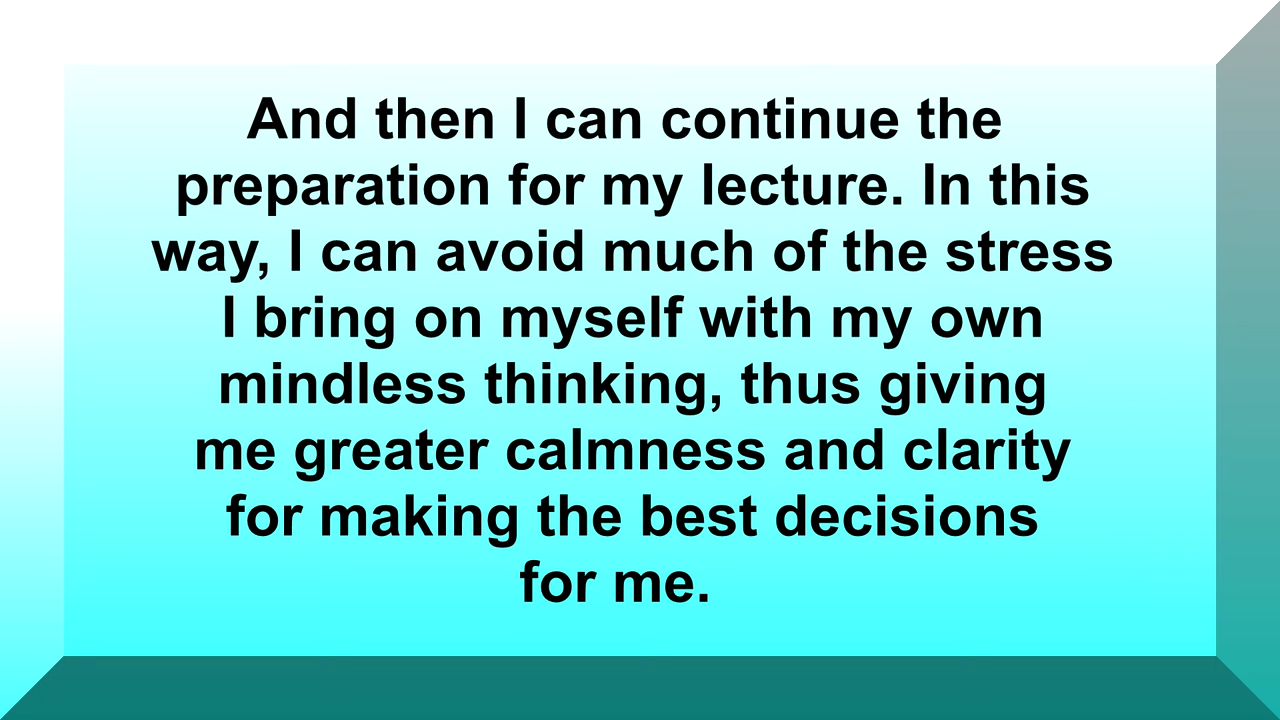 And then I can continue the
preparation for my lecture. In this
way, I can avoid much of the stress
I bring on myself with my own
mindless thinking, thus giving
me greater calmness and clarity
for making the best decisions
for me.